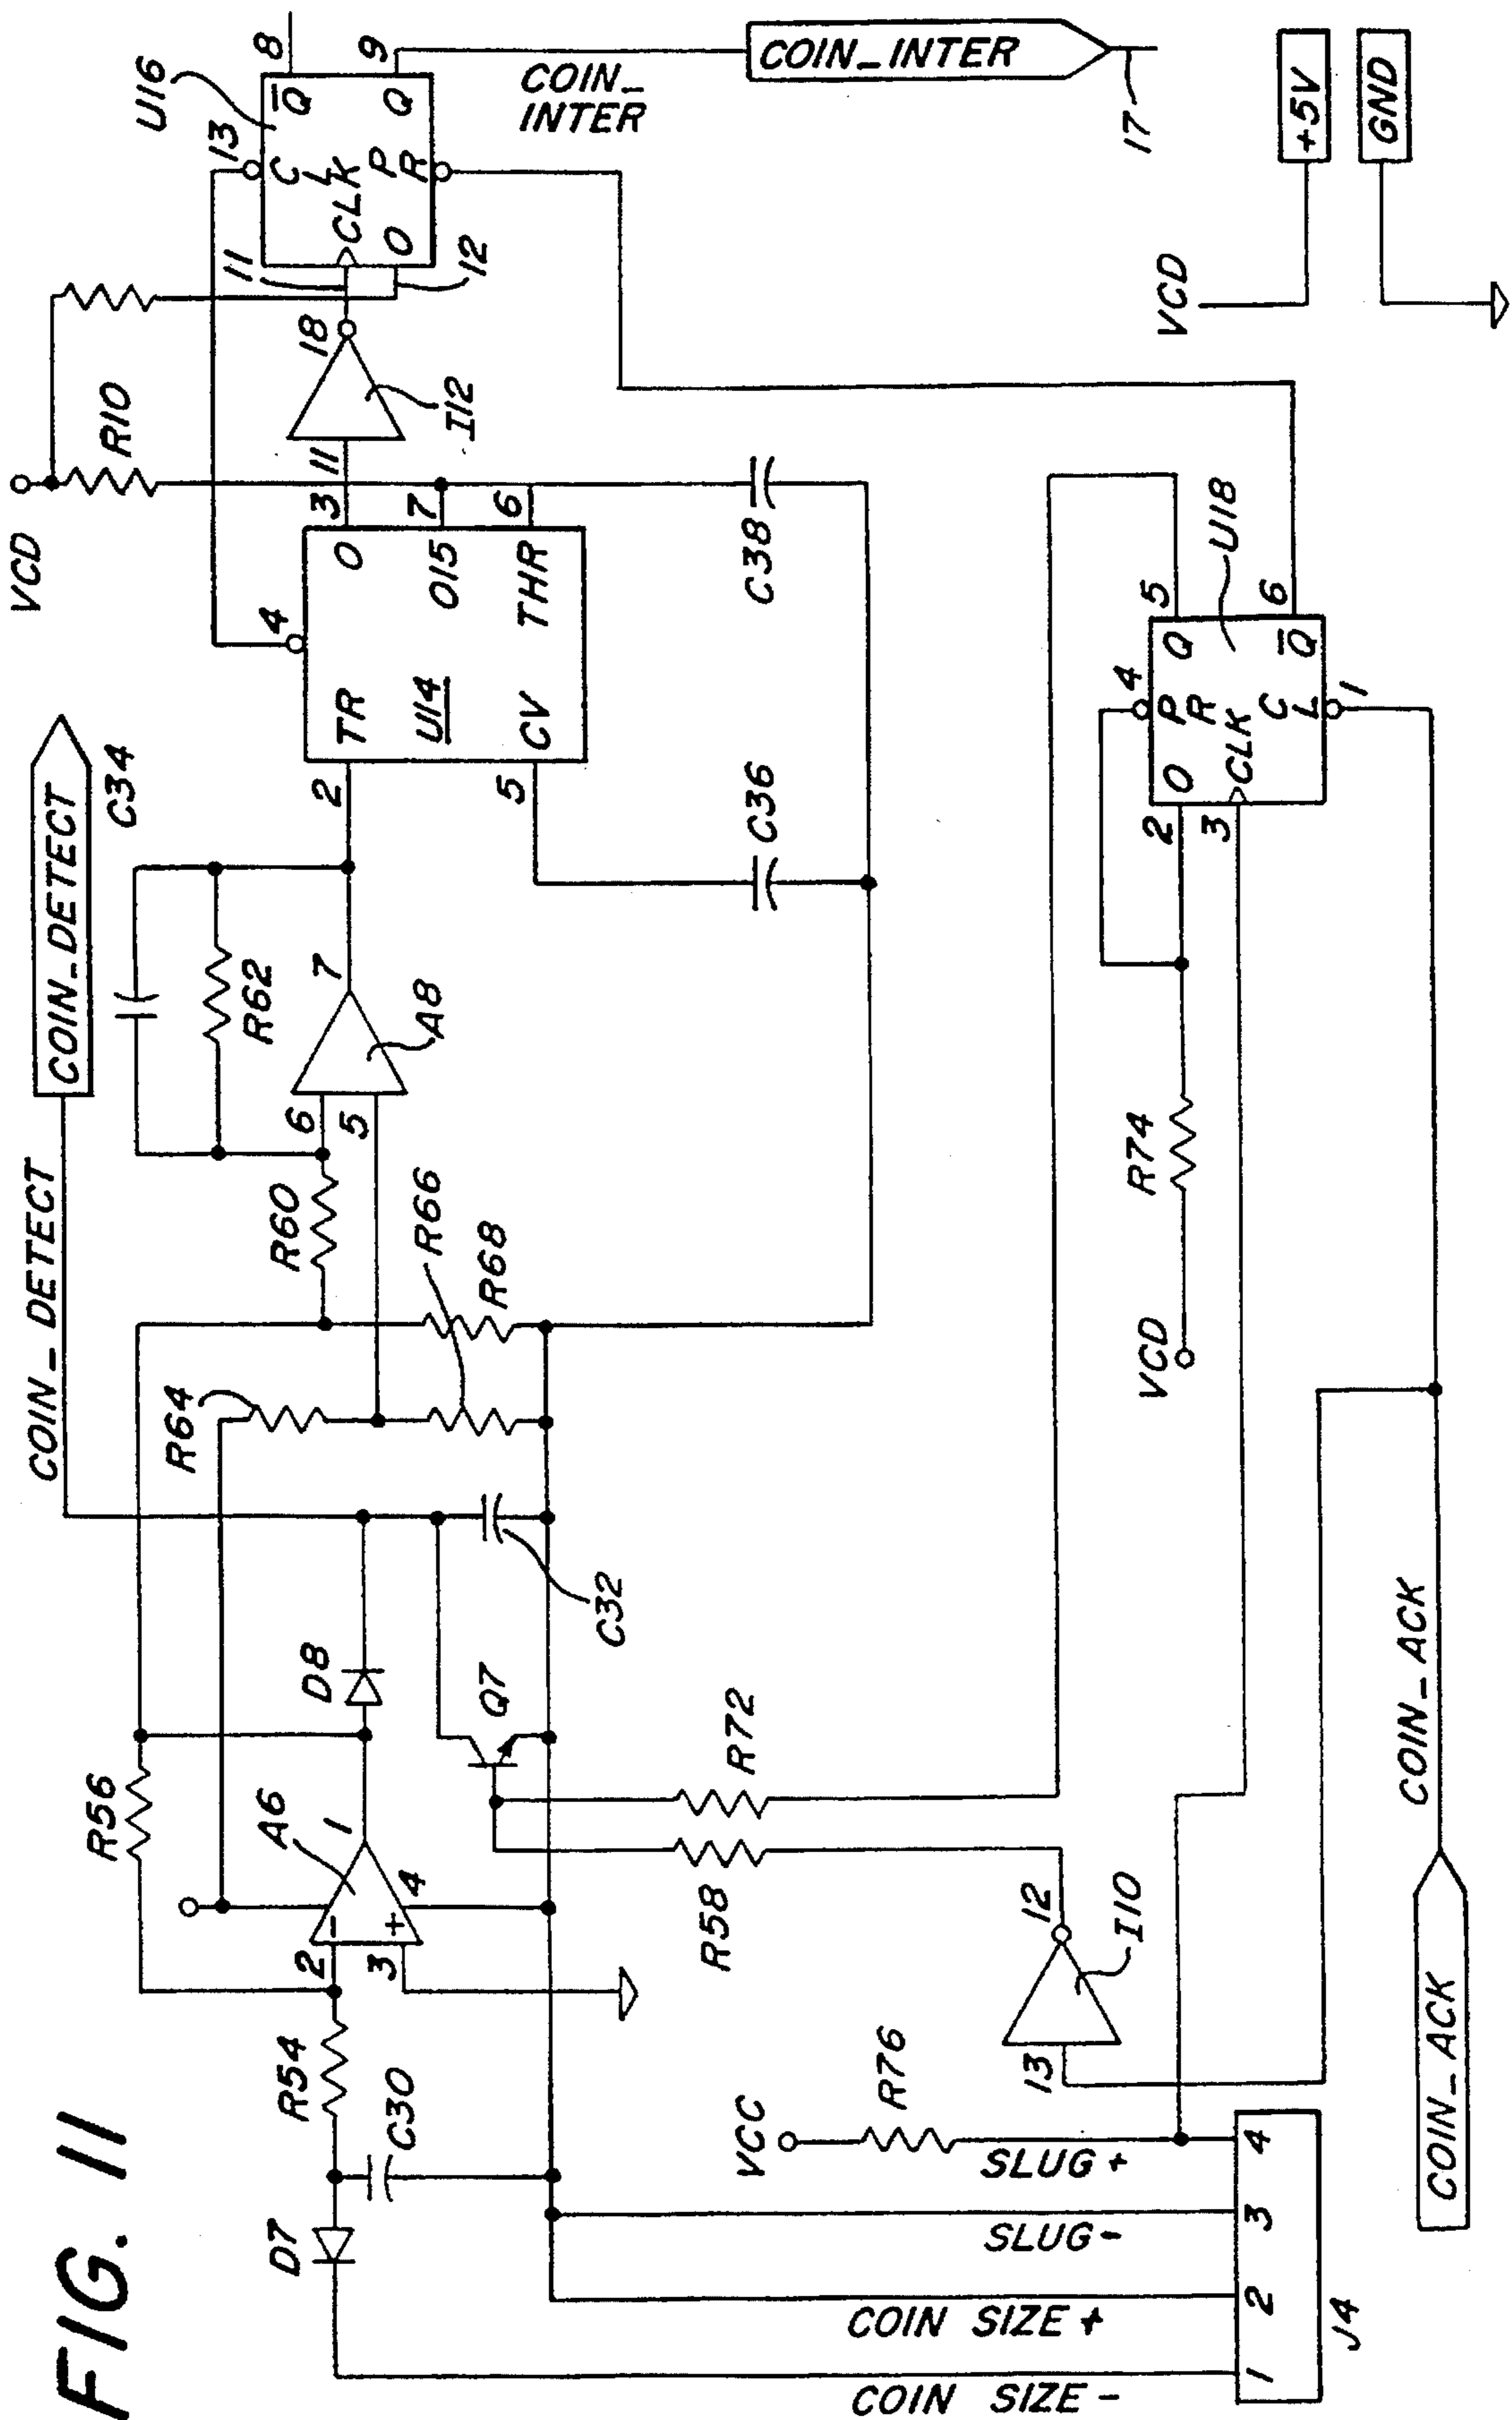 FIG. 11
COIN_DETECT
COIN_DETECT
C34
VCD
R10
U16
13
8
Q̅
C
L
CLK
P
R
Q
9
O
11
12
COIN_
INTER
COIN_INTER
17
R56
A6
1
2
-
3
+
4
D8
R54
C30
D7
Q7
C32
R64
R66
R68
R60
R62
6
5
7
A8
2
TR
U14
CV
5
4
O
3
O15
7
THR
6
11
18
I12
C36
C38
R58
R72
VCC
R76
13
12
I10
SLUG +
SLUG -
COIN SIZE +
COIN SIZE -
1
2
3
4
J4
VCD
R74
2
3
O
P
R
CLK
C
L
Q
Q̅
4
5
6
1
U18
COIN_ACK
COIN_ACK
VCD
+5V
GND